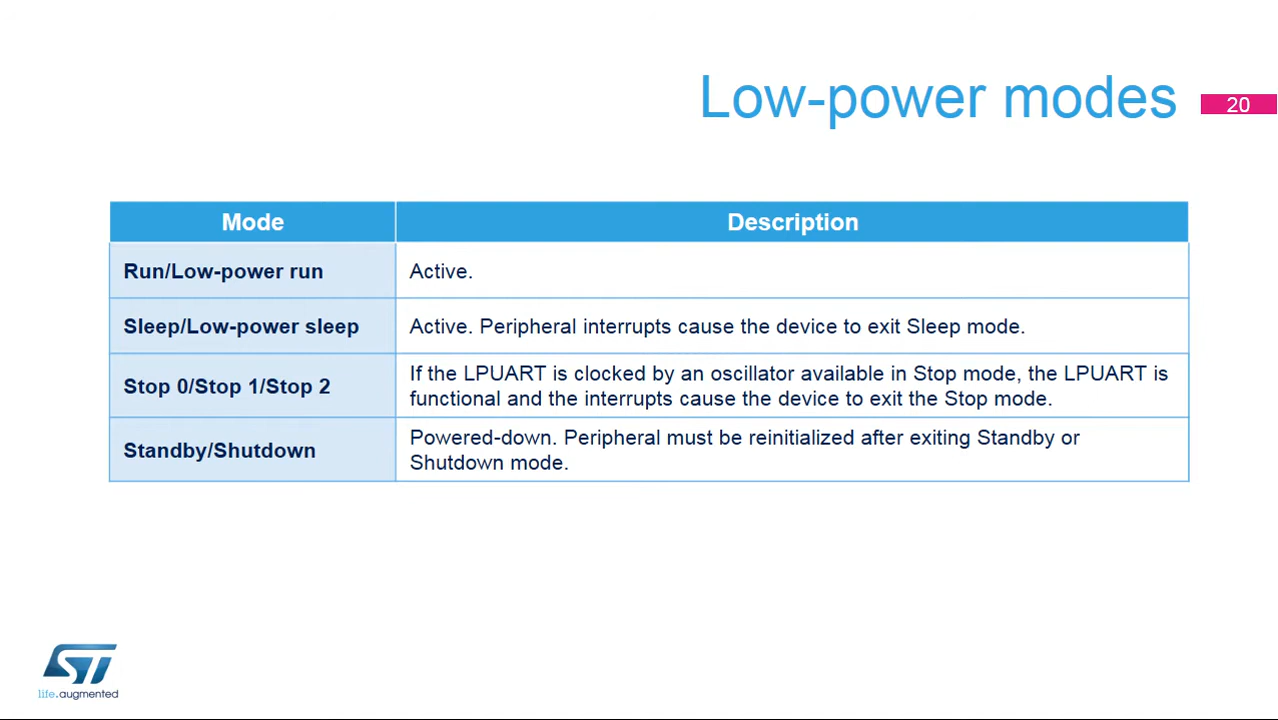 Low-power modes
20
Mode
Description
Run/Low-power run
Active.
Sleep/Low-power sleep
Active. Peripheral interrupts cause the device to exit Sleep mode.
Stop 0/Stop 1/Stop 2
If the LPUART is clocked by an oscillator available in Stop mode, the LPUART is
functional and the interrupts cause the device to exit the Stop mode.
Standby/Shutdown
Powered-down. Peripheral must be reinitialized after exiting Standby or
Shutdown mode.
ST
life.augmented